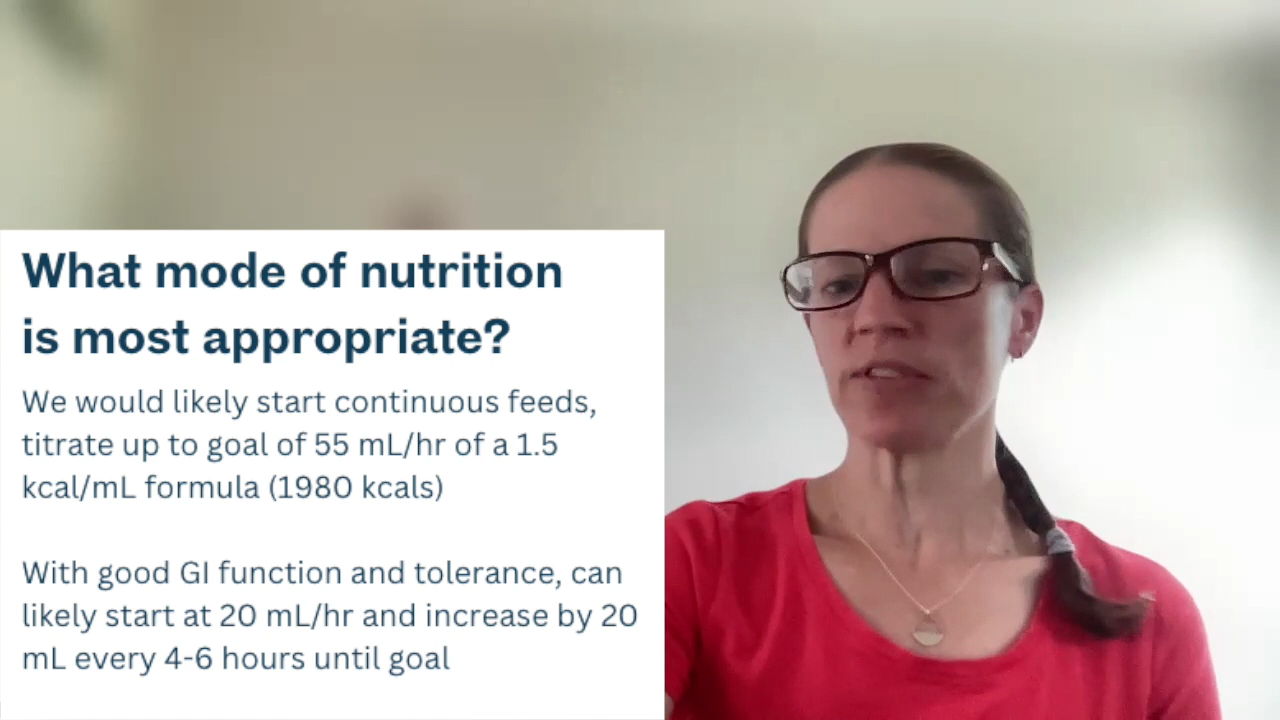 What mode of nutrition
is most appropriate?
We would likely start continuous feeds,
titrate up to goal of 55 mL/hr of a 1.5
kcal/mL formula (1980 kcals)
With good GI function and tolerance, can
likely start at 20 mL/hr and increase by 20
mL every 4-6 hours until goal